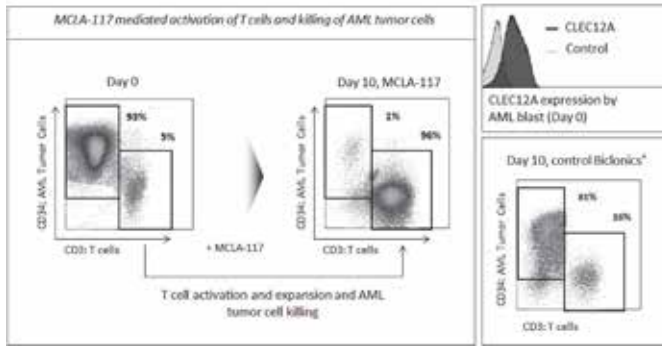 MCLA-117 mediated activation of T cells and killing of AML tumor cells
Day 0
93%
5%
CD34: AML Tumor Cells
CD3: T cells
+ MCLA-117
Day 10, MCLA-117
1%
96%
CD34: AML Tumor Cells
CD3: T cells
T cell activation and expansion and AML
tumor cell killing
CLEC12A
Control
CLEC12A expression by
AML blast (Day 0)
Day 10, control Biclonics
81%
CD34: AML Tumor Cells
CD3: T cells